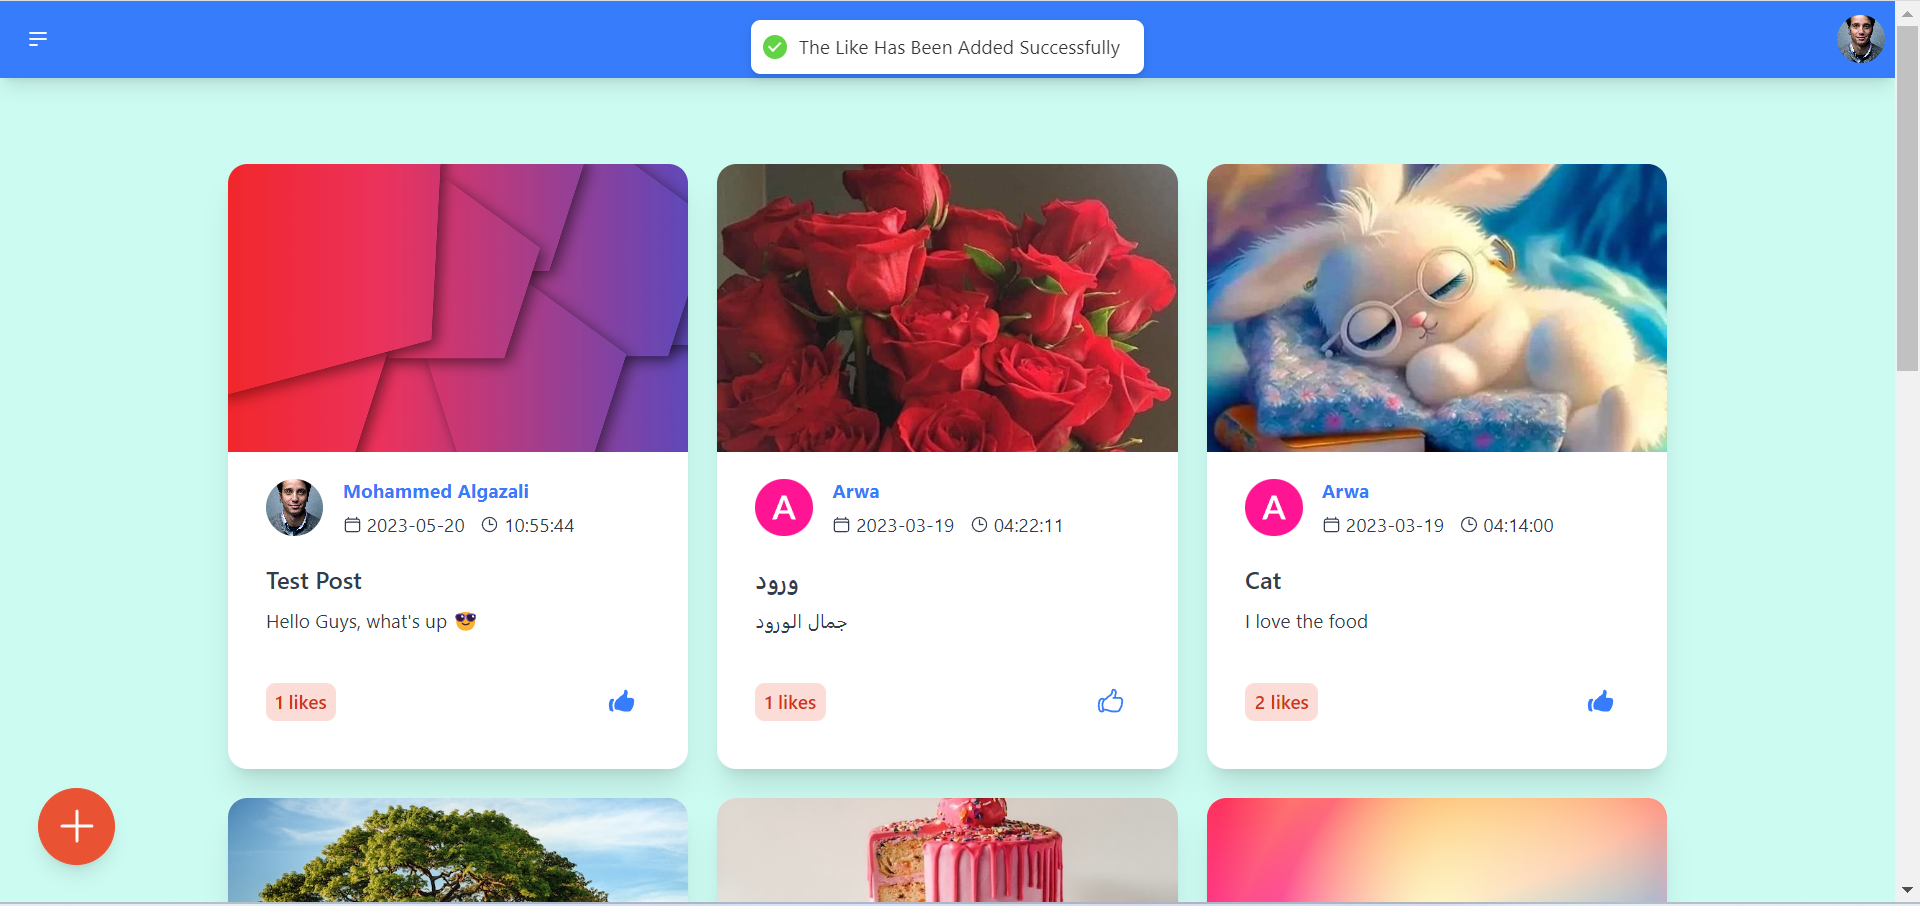 The Like Has Been Added Successfully
Mohammed Algazali
2023-05-20 10:55:44
Test Post
Hello Guys, what's up 😎
1 likes
A
Arwa
2023-03-19 04:22:11
ورود
جمال الورود
1 likes
A
Arwa
2023-03-19 04:14:00
Cat
I love the food
2 likes